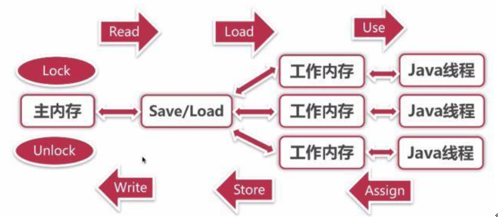 Read
Load
Use
Lock
工作内存
Java线程
主内存
Save/Load
工作内存
Java线程
Unlock
工作内存
Java线程
Write
Store
Assign